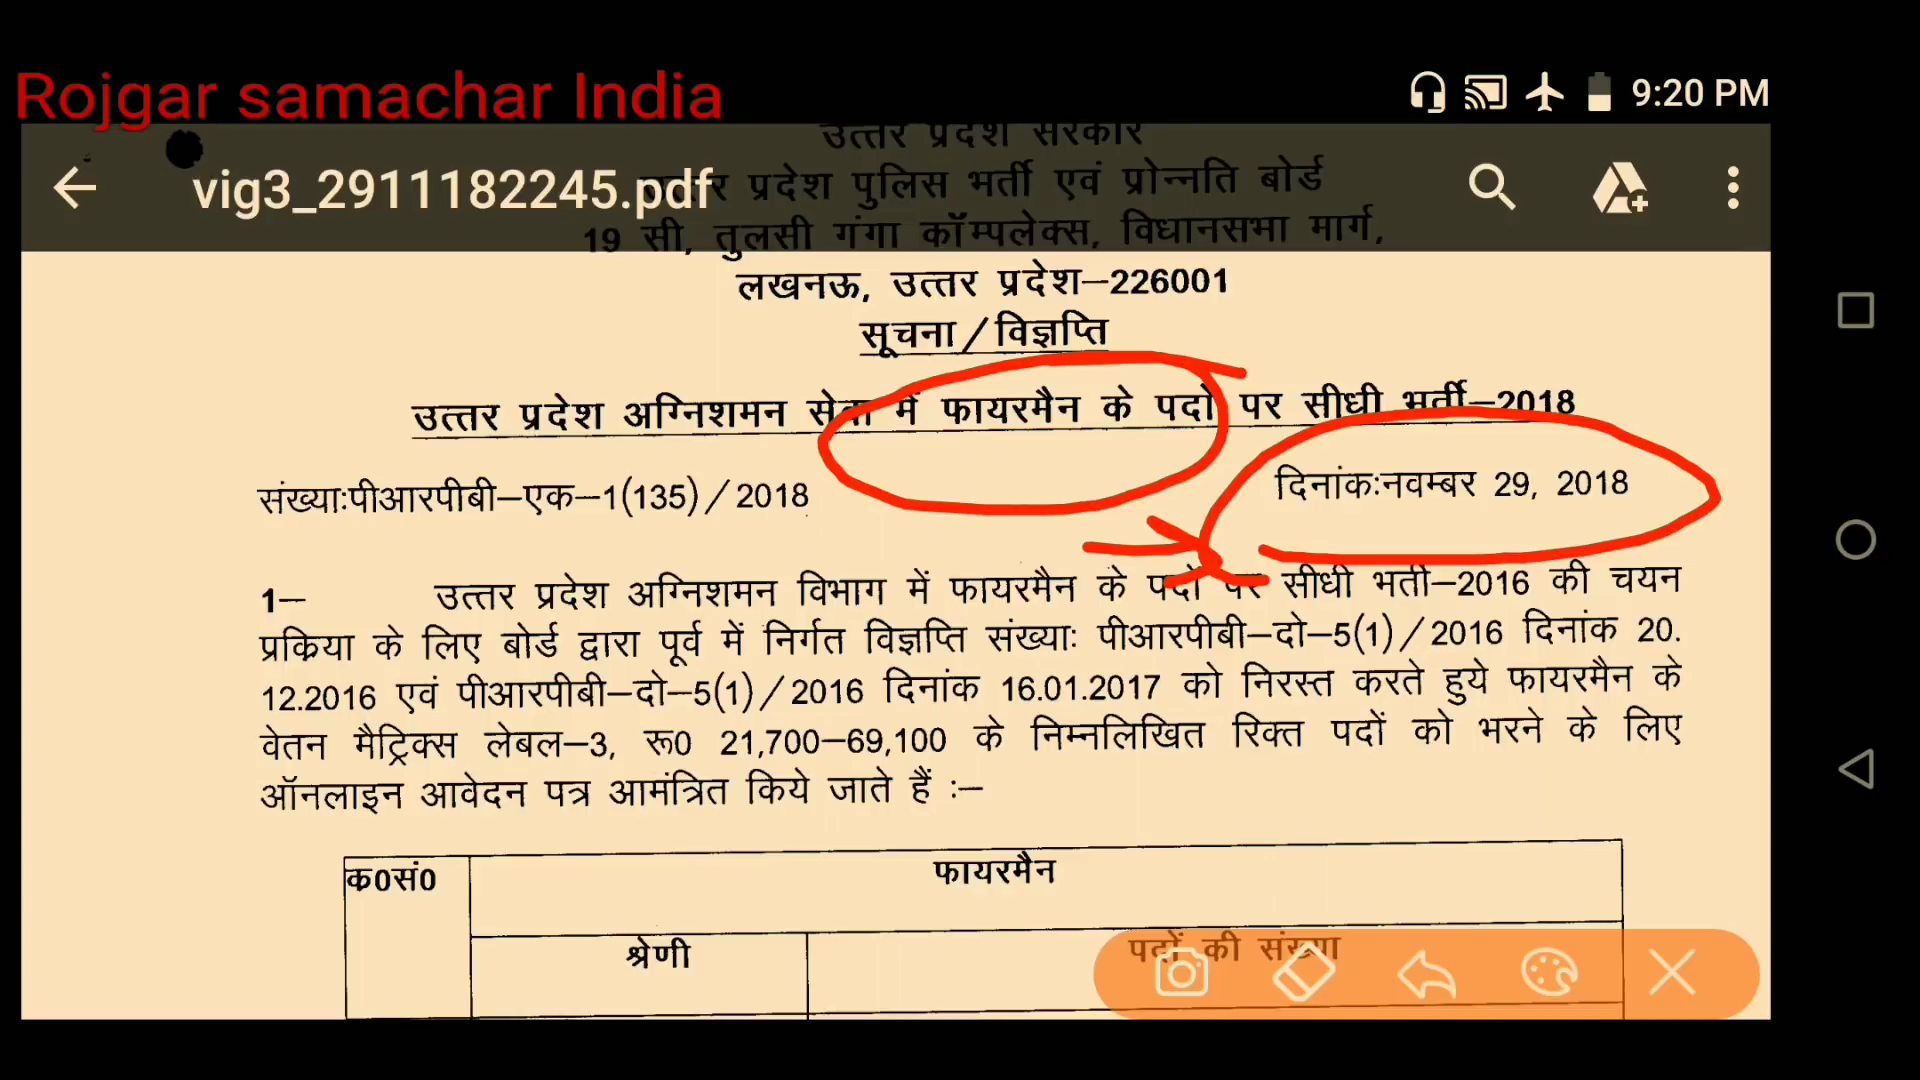 Rojgar samachar India
9:20 PM
उत्तर प्रदेश सरकार
vig3_2911182245.pdf
उत्तर प्रदेश पुलिस भर्ती एवं प्रोन्नति बोर्ड
19 सी, तुलसी गंगा कॉम्पलेक्स, विधानसभा मार्ग,
लखनऊ, उत्तर प्रदेश–226001
सूचना/विज्ञप्ति
उत्तर प्रदेश अग्निशमन सेवा में फायरमैन के पदों पर सीधी भर्ती–2018
संख्याःपीआरपीबी–एक–1(135)/2018
दिनांकःनवम्बर 29, 2018
1– उत्तर प्रदेश अग्निशमन विभाग में फायरमैन के पदों पर सीधी भर्ती–2016 की चयन
प्रकिया के लिए बोर्ड द्वारा पूर्व में निर्गत विज्ञप्ति संख्याः पीआरपीबी–दो–5(1)/2016 दिनांक 20.
12.2016 एवं पीआरपीबी–दो–5(1)/2016 दिनांक 16.01.2017 को निरस्त करते हुये फायरमैन के
वेतन मैट्रिक्स लेबल–3, रू0 21,700–69,100 के निम्नलिखित रिक्त पदों को भरने के लिए
ऑनलाइन आवेदन पत्र आमंत्रित किये जाते हैं :–
क0सं0
फायरमैन
श्रेणी
पदों की संख्या